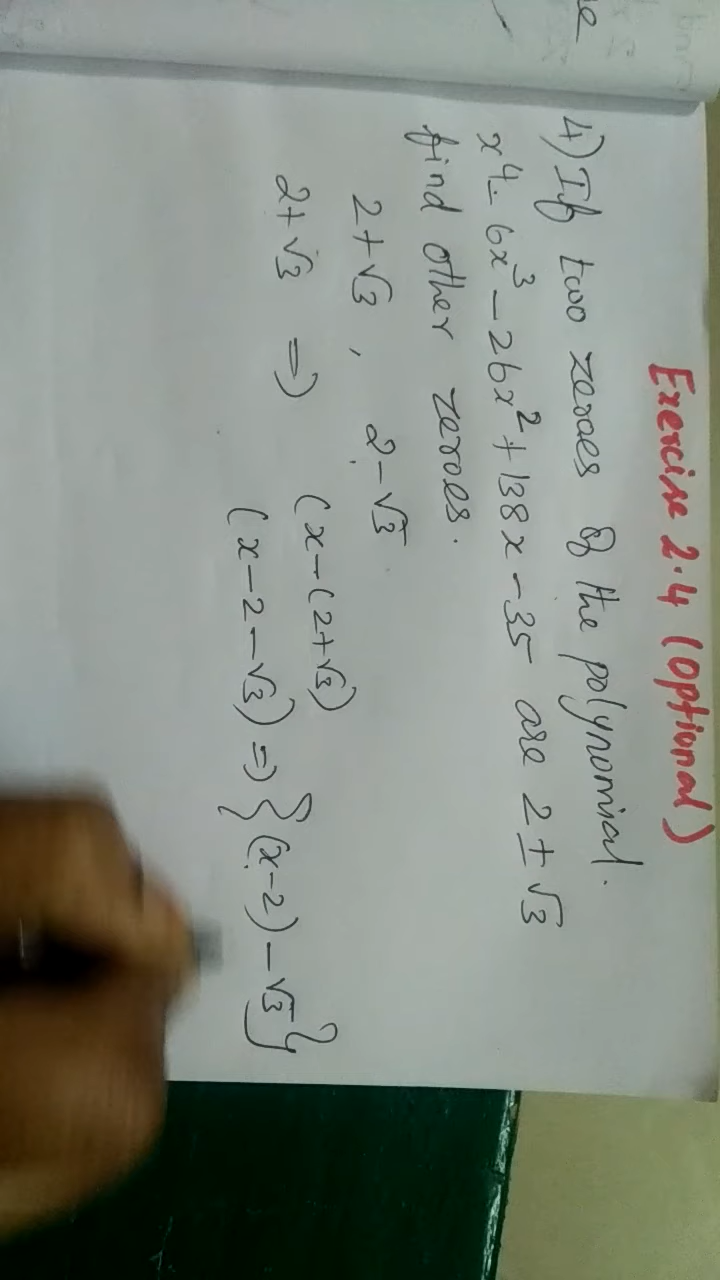 Exercise 2.4 (Optional)
4) If two zeroes of the polynomial.
x⁴- 6x³ - 26x² + 138x - 35 are 2 ± √3
find other zeroes.
2+√3 , 2-√3
2+√3 => (x-(2+√3)
(x-2-√3) => {(x-2)-√3}